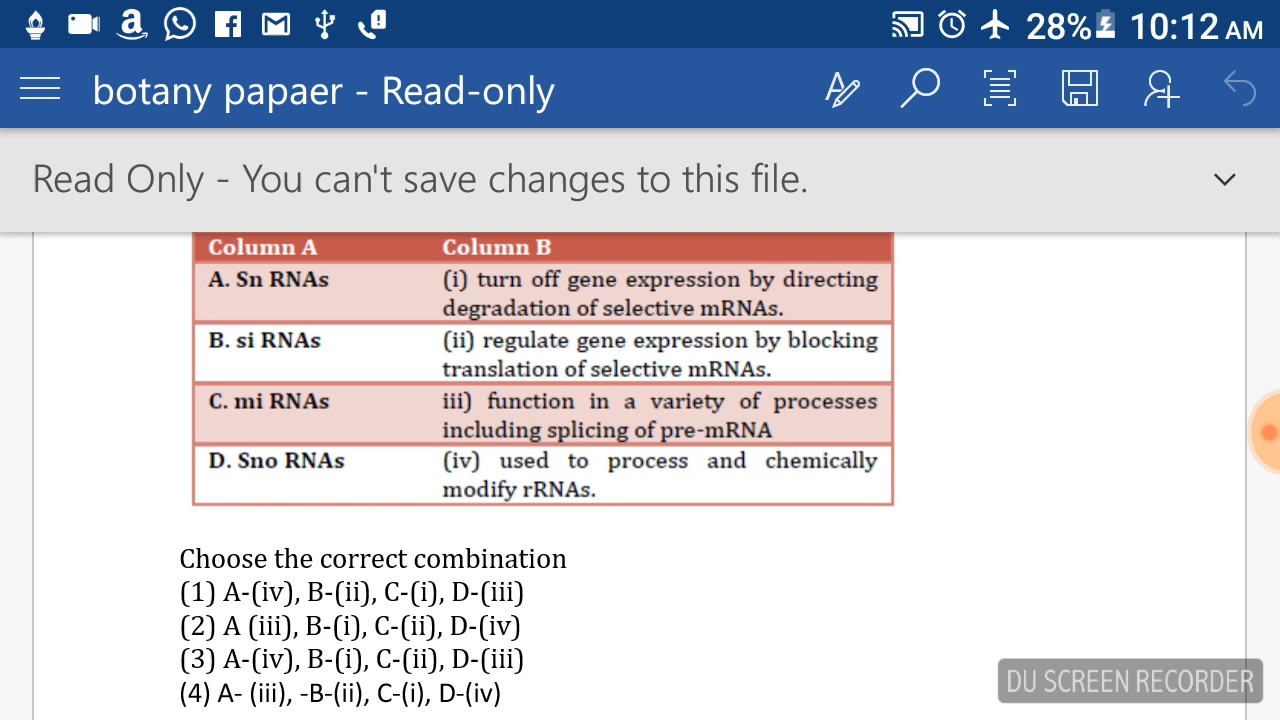 28% 10:12 AM
botany papaer - Read-only
Read Only - You can't save changes to this file.
Column A Column B
A. Sn RNAs (i) turn off gene expression by directing
degradation of selective mRNAs.
B. si RNAs (ii) regulate gene expression by blocking
translation of selective mRNAs.
C. mi RNAs iii) function in a variety of processes
including splicing of pre-mRNA
D. Sno RNAs (iv) used to process and chemically
modify rRNAs.
Choose the correct combination
(1) A-(iv), B-(ii), C-(i), D-(iii)
(2) A (iii), B-(i), C-(ii), D-(iv)
(3) A-(iv), B-(i), C-(ii), D-(iii)
(4) A- (iii), -B-(ii), C-(i), D-(iv)
DU SCREEN RECORDER